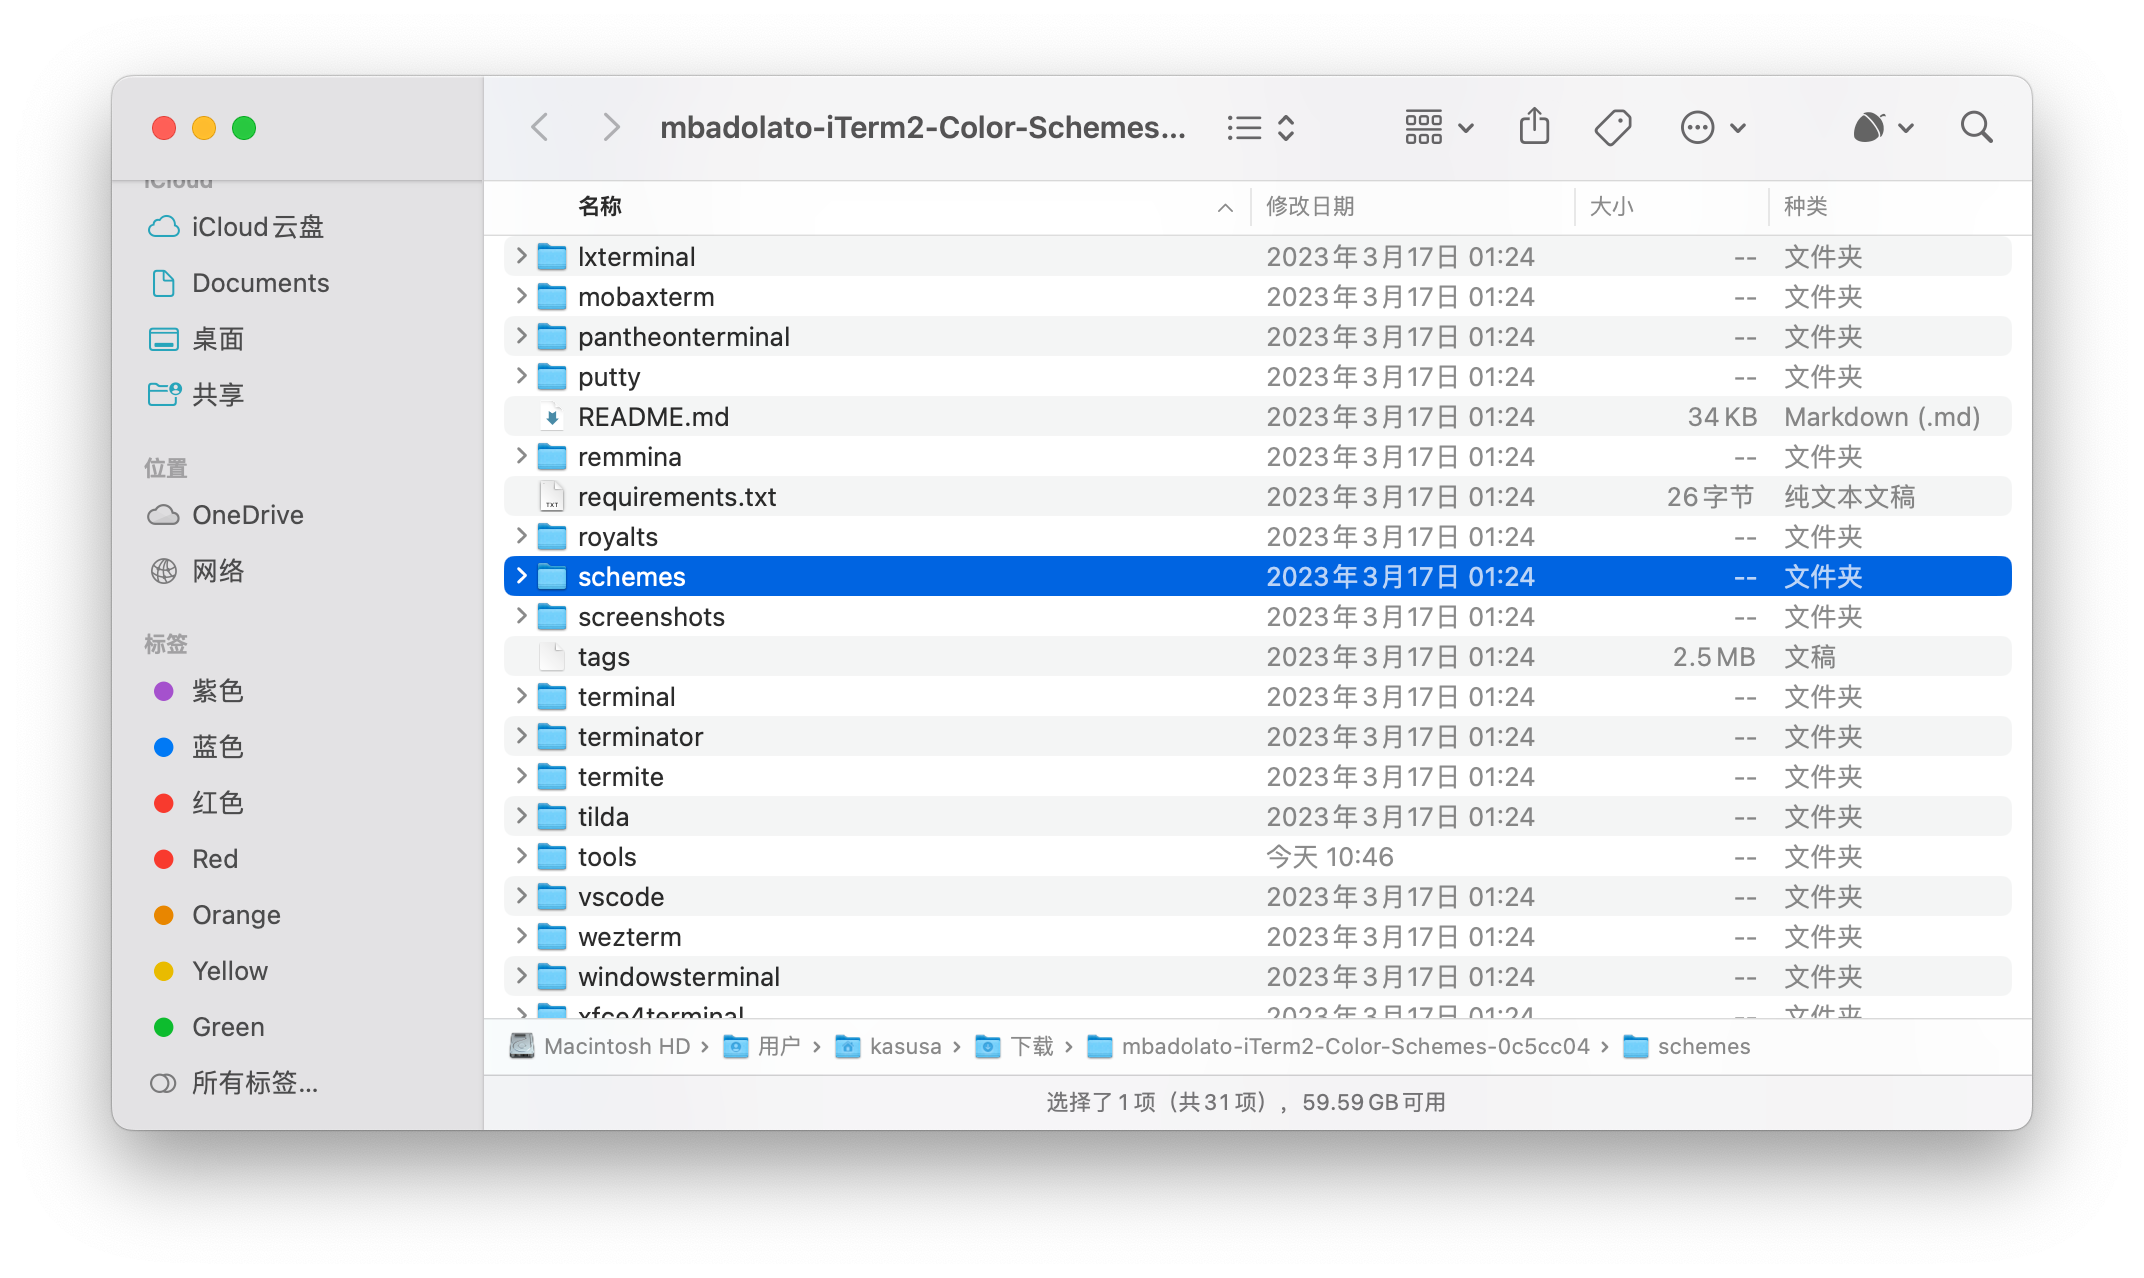 mbadolato-iTerm2-Color-Schemes...
iCloud
iCloud云盘
Documents
桌面
共享
位置
OneDrive
网络
标签
紫色
蓝色
红色
Red
Orange
Yellow
Green
所有标签...
名称 修改日期 大小 种类
lxterminal 2023年3月17日 01:24 -- 文件夹
mobaxterm 2023年3月17日 01:24 -- 文件夹
pantheonterminal 2023年3月17日 01:24 -- 文件夹
putty 2023年3月17日 01:24 -- 文件夹
README.md 2023年3月17日 01:24 34 KB Markdown (.md)
remmina 2023年3月17日 01:24 -- 文件夹
TXT requirements.txt 2023年3月17日 01:24 26字节 纯文本文稿
royalts 2023年3月17日 01:24 -- 文件夹
schemes 2023年3月17日 01:24 -- 文件夹
screenshots 2023年3月17日 01:24 -- 文件夹
tags 2023年3月17日 01:24 2.5 MB 文稿
terminal 2023年3月17日 01:24 -- 文件夹
terminator 2023年3月17日 01:24 -- 文件夹
termite 2023年3月17日 01:24 -- 文件夹
tilda 2023年3月17日 01:24 -- 文件夹
tools 今天 10:46 -- 文件夹
vscode 2023年3月17日 01:24 -- 文件夹
wezterm 2023年3月17日 01:24 -- 文件夹
windowsterminal 2023年3月17日 01:24 -- 文件夹
xfce4terminal 2023年3月17日 01:24 -- 文件夹
Macintosh HD › 用户 › kasusa › 下载 › mbadolato-iTerm2-Color-Schemes-0c5cc04 › schemes
选择了1项（共31项），59.59 GB可用